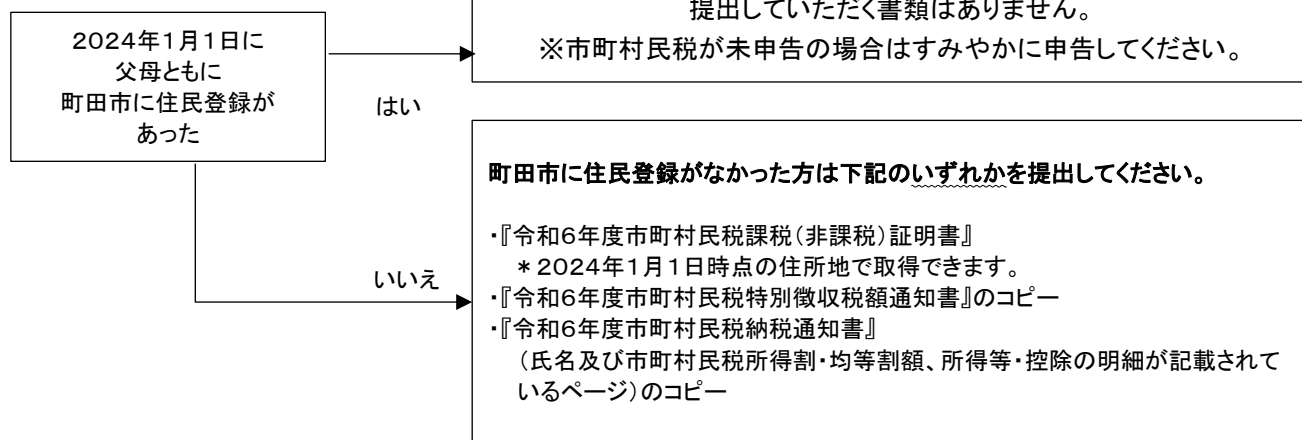 提出していただく書類はありません。
※市町村民税が未申告の場合はすみやかに申告してください。
2024年1月1日に
父母ともに
町田市に住民登録が
あった
はい
町田市に住民登録がなかった方は下記のいずれかを提出してください。
・『令和6年度市町村民税課税(非課税)証明書』
＊2024年1月1日時点の住所地で取得できます。
・『令和6年度市町村民税特別徴収税額通知書』のコピー
・『令和6年度市町村民税納税通知書』
(氏名及び市町村民税所得割・均等割額、所得等・控除の明細が記載されて
いるページ)のコピー
いいえ